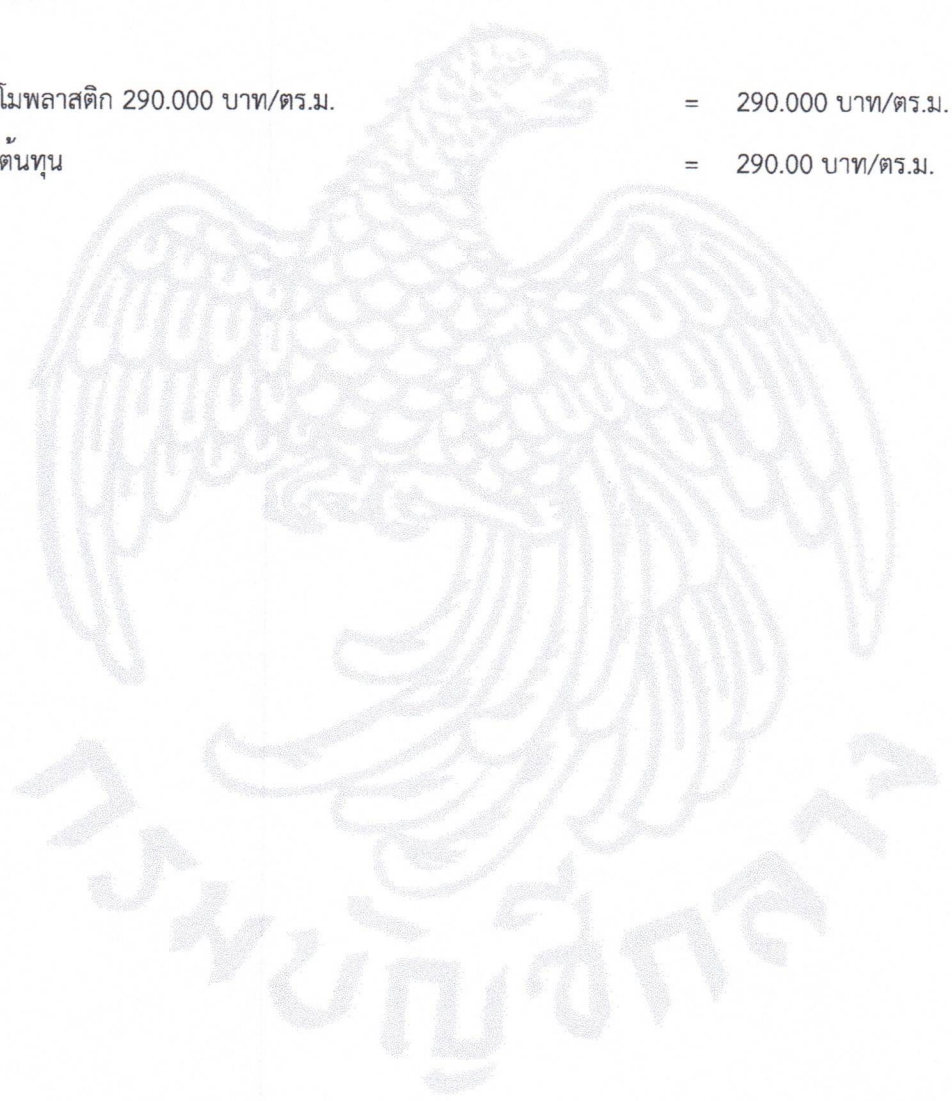 โมพลาสติก 290.000 บาท/ตร.ม. = 290.000 บาท/ตร.ม.
ต้นทุน = 290.00 บาท/ตร.ม.
กรมบัญชีกลาง